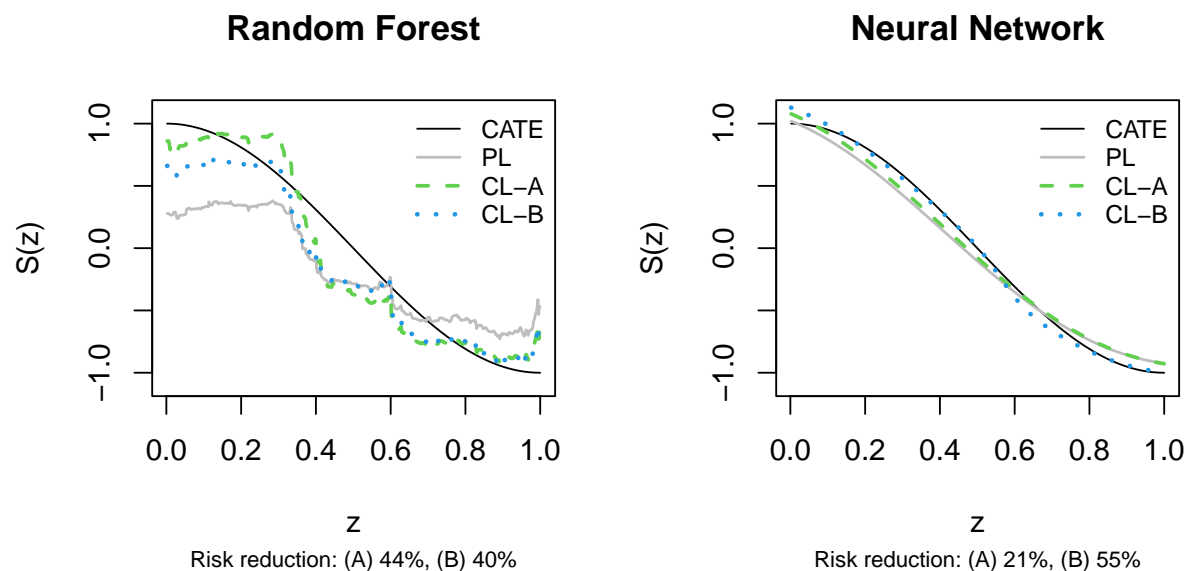 Random Forest
S(z)
1.0
0.0
−1.0
CATE
PL
CL−A
CL−B
0.0 0.2 0.4 0.6 0.8 1.0
z
Risk reduction: (A) 44%, (B) 40%
Neural Network
S(z)
1.0
0.0
−1.0
CATE
PL
CL−A
CL−B
0.0 0.2 0.4 0.6 0.8 1.0
z
Risk reduction: (A) 21%, (B) 55%